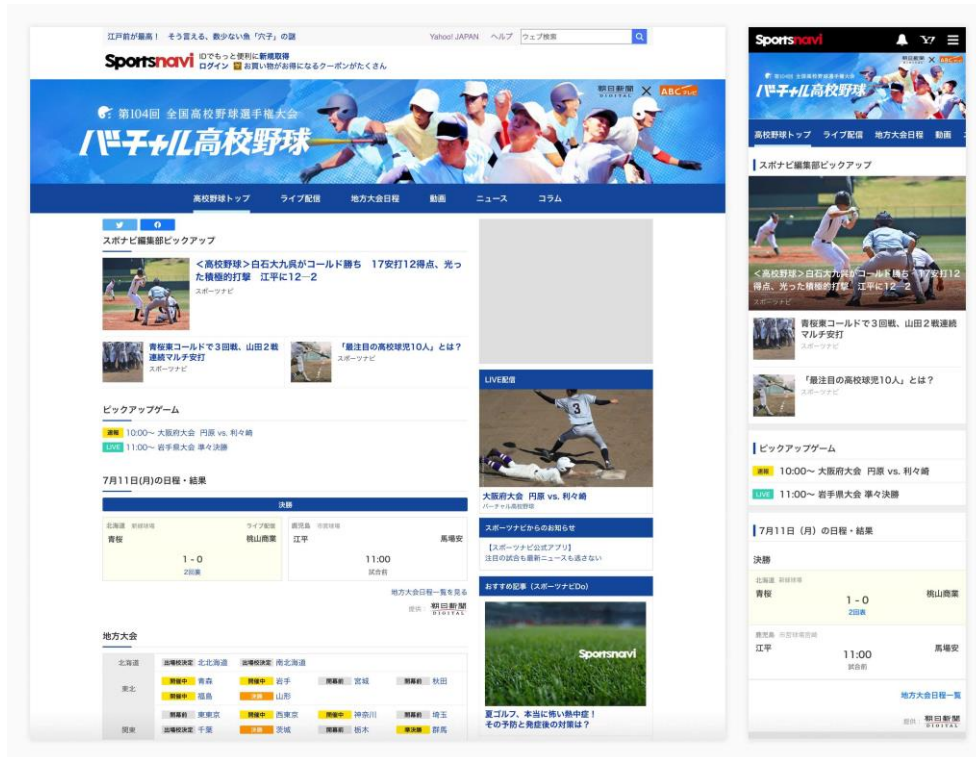 江戸前が最高！ そう言える、数少ない魚「穴子」の謎
Yahoo! JAPAN ヘルプ ウェブ検索
Sportsnavi
IDでもっと便利に新規取得
ログイン お買い物がお得になるクーポンがたくさん
朝日新聞 DIGITAL × ABCテレビ
第104回 全国高校野球選手権大会
バーチャル高校野球
高校野球トップ ライブ配信 地方大会日程 動画 ニュース コラム
スポナビ編集部ピックアップ
＜高校野球＞白石大九呉がコールド勝ち 17安打12得点、光っ
た積極的打撃 江平に12―2
スポーツナビ
青桜東コールドで3回戦、山田2戦
連続マルチ安打
スポーツナビ
「最注目の高校球児10人」とは？
スポーツナビ
ピックアップゲーム
速報 10:00〜 大阪府大会 円原 vs. 利々崎
LIVE 11:00〜 岩手県大会 準々決勝
7月11日(月)の日程・結果
決勝
北海道 ライブ配信
青桜 桃山商業
1 - 0
2回裏
鹿児島
江平 馬場安
11:00
試合前
地方大会日程一覧を見る
提供： 朝日新聞 DIGITAL
地方大会
北海道 出場校決定 北北海道 出場校決定 南北海道
東北 開催中 青森 開催中 岩手 開幕前 宮城 開幕前 秋田
開催中 福島 決勝 山形
関東 開幕前 東東京 開催中 西東京 開催中 神奈川 開幕前 埼玉
出場校決定 千葉 決勝 茨城 開幕前 栃木 準決勝 群馬
LIVE配信
3
大阪府大会 円原 vs. 利々崎
バーチャル高校野球
スポーツナビからのお知らせ
【スポーツナビ公式アプリ】
注目の試合も最新ニュースも逃さない
おすすめ記事（スポーツナビDo）
Sportsnavi
夏ゴルフ、本当に怖い熱中症！
その予防と発症後の対策は？
Sportsnavi
朝日新聞 DIGITAL × ABCテレビ
第104回 全国高校野球選手権大会
バーチャル高校野球
高校野球トップ ライブ配信 地方大会日程 動画
スポナビ編集部ピックアップ
＜高校野球＞白石大九呉がコールド勝ち 17安打12
得点、光った積極的打撃 江平に12―2
スポーツナビ
青桜東コールドで3回戦、山田2戦連続
マルチ安打
スポーツナビ
「最注目の高校球児10人」とは？
スポーツナビ
ピックアップゲーム
速報 10:00〜 大阪府大会 円原 vs. 利々崎
LIVE 11:00〜 岩手県大会 準々決勝
7月11日（月）の日程・結果
決勝
北海道
青桜 桃山商業
1 - 0
2回表
鹿児島
江平 馬場安
11:00
試合前
地方大会日程一覧
提供： 朝日新聞 DIGITAL